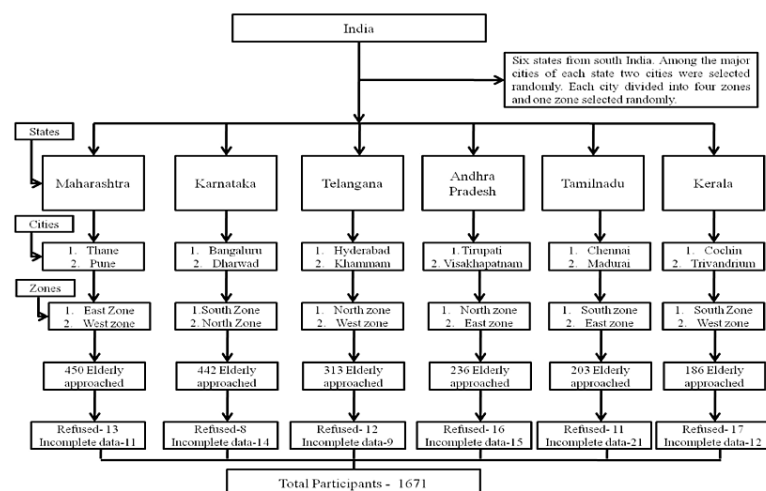 India
Six states from south India. Among the major
cities of each state two cities were selected
randomly. Each city divided into four zones
and one zone selected randomly.
States
Maharashtra
Karnataka
Telangana
Andhra
Pradesh
Tamilnadu
Kerala
Cities
1. Thane
2. Pune
1. Bangaluru
2. Dharwad
1. Hyderabad
2. Khammam
1.Tirupati
2. Visakhapatnam
1. Chennai
2. Madurai
1. Cochin
2. Trivandrium
Zones
1. East Zone
2. West zone
1.South Zone
2. North Zone
1. North zone
2. West zone
1. North zone
2. East zone
1. South zone
2. East zone
1. South Zone
2. West zone
450 Elderly
approached
442 Elderly
approached
313 Elderly
approached
236 Elderly
approached
203 Elderly
approached
186 Elderly
approached
Refused- 13
Incomplete data-11
Refused-8
Incomplete data-14
Refused- 12
Incomplete data-9
Refused- 16
Incomplete data-15
Refused- 11
Incomplete data-21
Refused- 17
Incomplete data-12
Total Participants - 1671